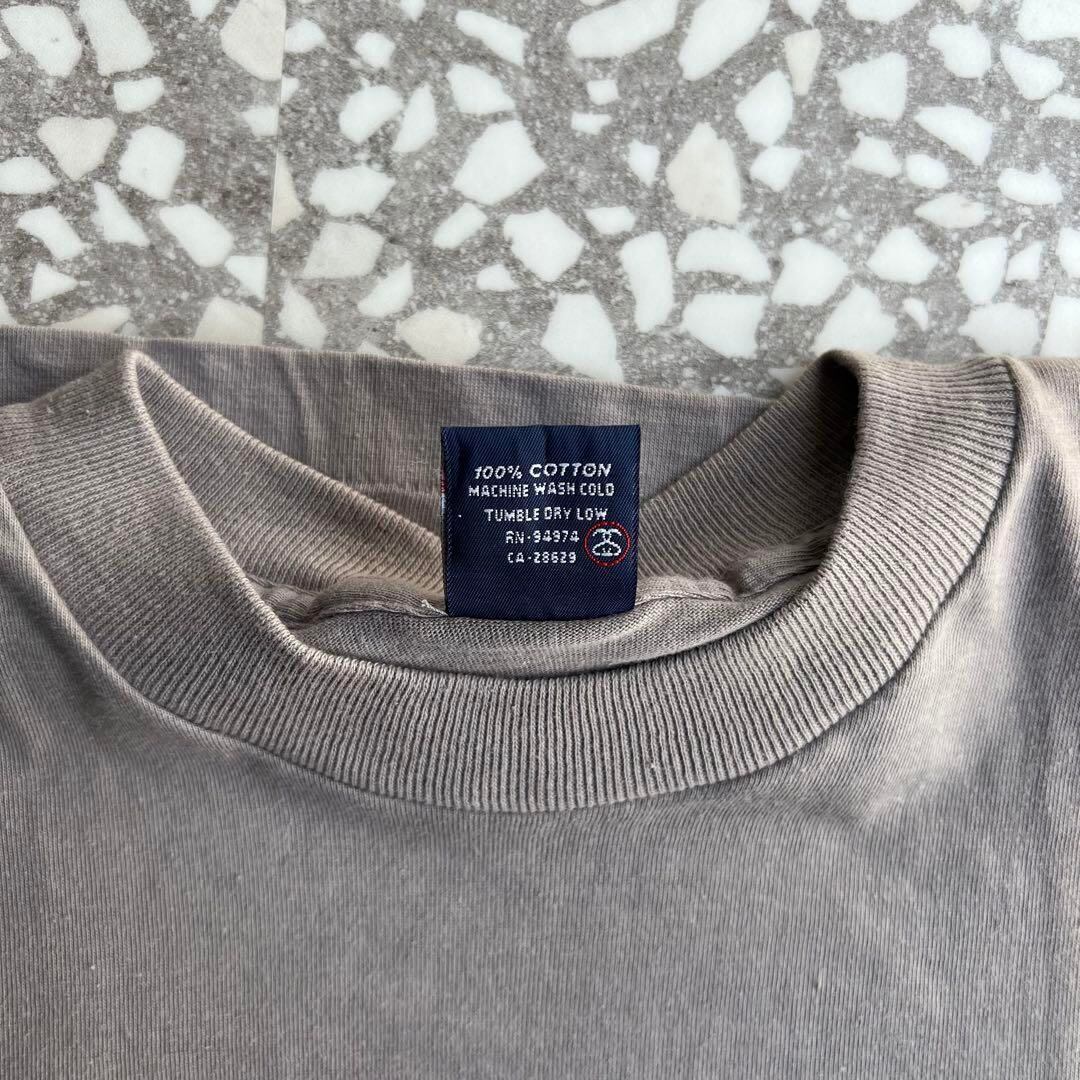 100% COTTON
MACHINE WASH COLD
TUMBLE DRY LOW
RN-94974
CA-28629